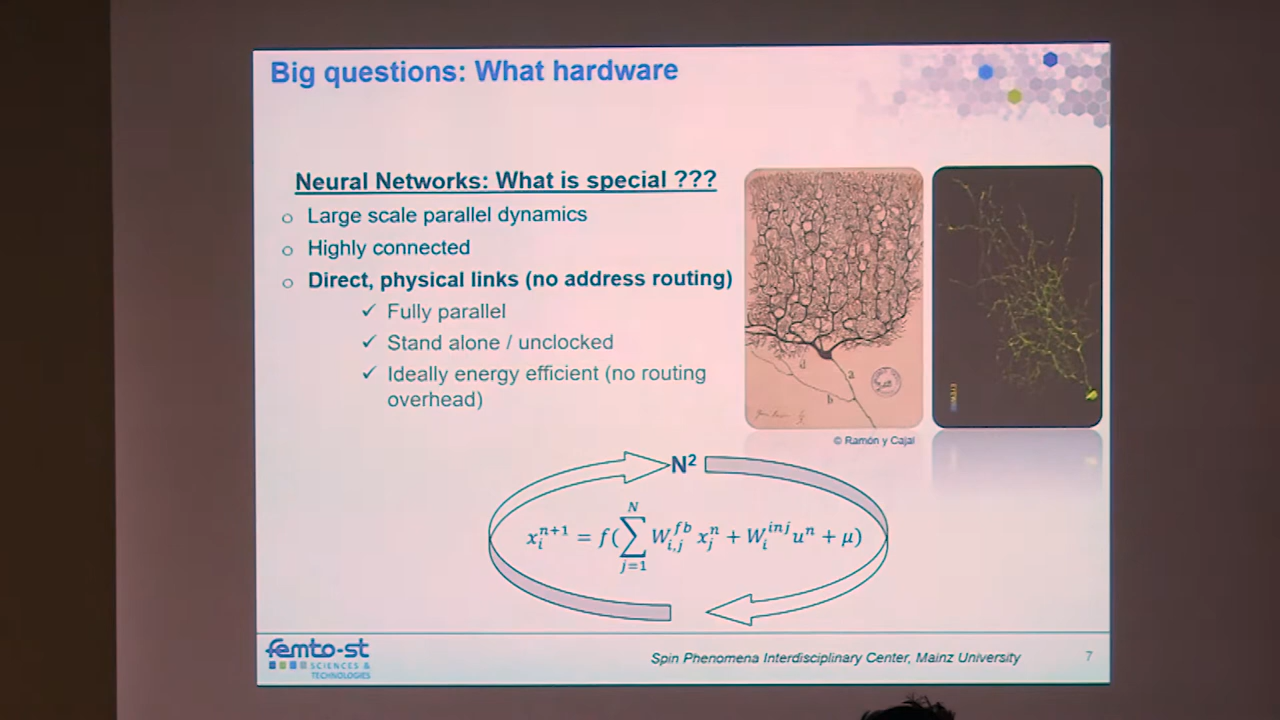 Big questions: What hardware
Neural Networks: What is special ???
o Large scale parallel dynamics
o Highly connected
o Direct, physical links (no address routing)
✓ Fully parallel
✓ Stand alone / unclocked
✓ Ideally energy efficient (no routing
overhead)
d
a
b
© Ramón y Cajal
N²
x_i^{n+1} = f(∑_{j=1}^{N} W_{i,j}^{fb} x_j^n + W_i^{inj} u^n + μ)
femto-st
SCIENCES &
TECHNOLOGIES
Spin Phenomena Interdisciplinary Center, Mainz University
7